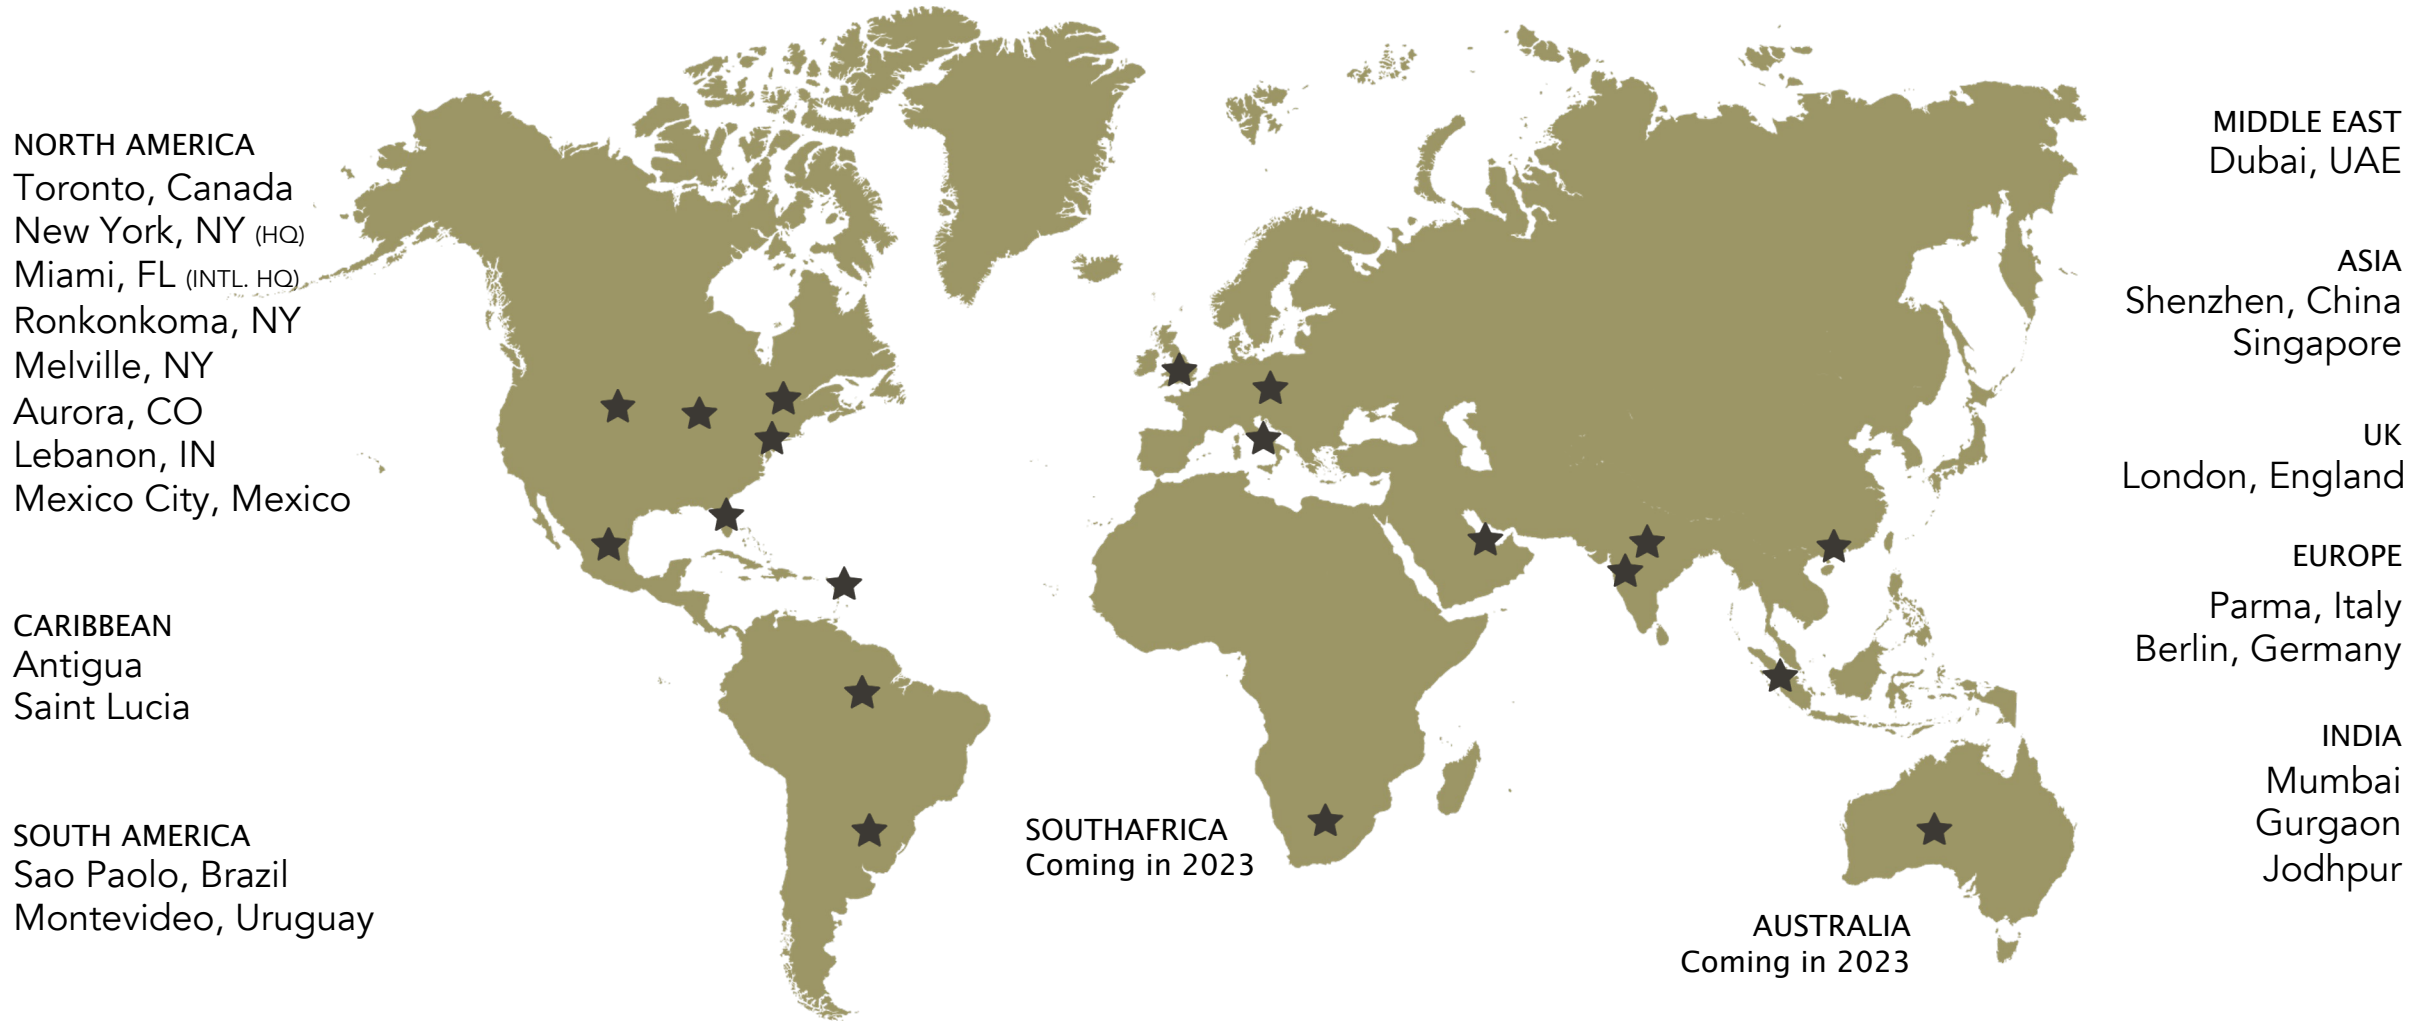 NORTH AMERICA
Toronto, Canada
New York, NY (HQ)
Miami, FL (INTL. HQ)
Ronkonkoma, NY
Melville, NY
Aurora, CO
Lebanon, IN
Mexico City, Mexico
CARIBBEAN
Antigua
Saint Lucia
SOUTH AMERICA
Sao Paolo, Brazil
Montevideo, Uruguay
SOUTHAFRICA
Coming in 2023
AUSTRALIA
Coming in 2023
MIDDLE EAST
Dubai, UAE
ASIA
Shenzhen, China
Singapore
UK
London, England
EUROPE
Parma, Italy
Berlin, Germany
INDIA
Mumbai
Gurgaon
Jodhpur